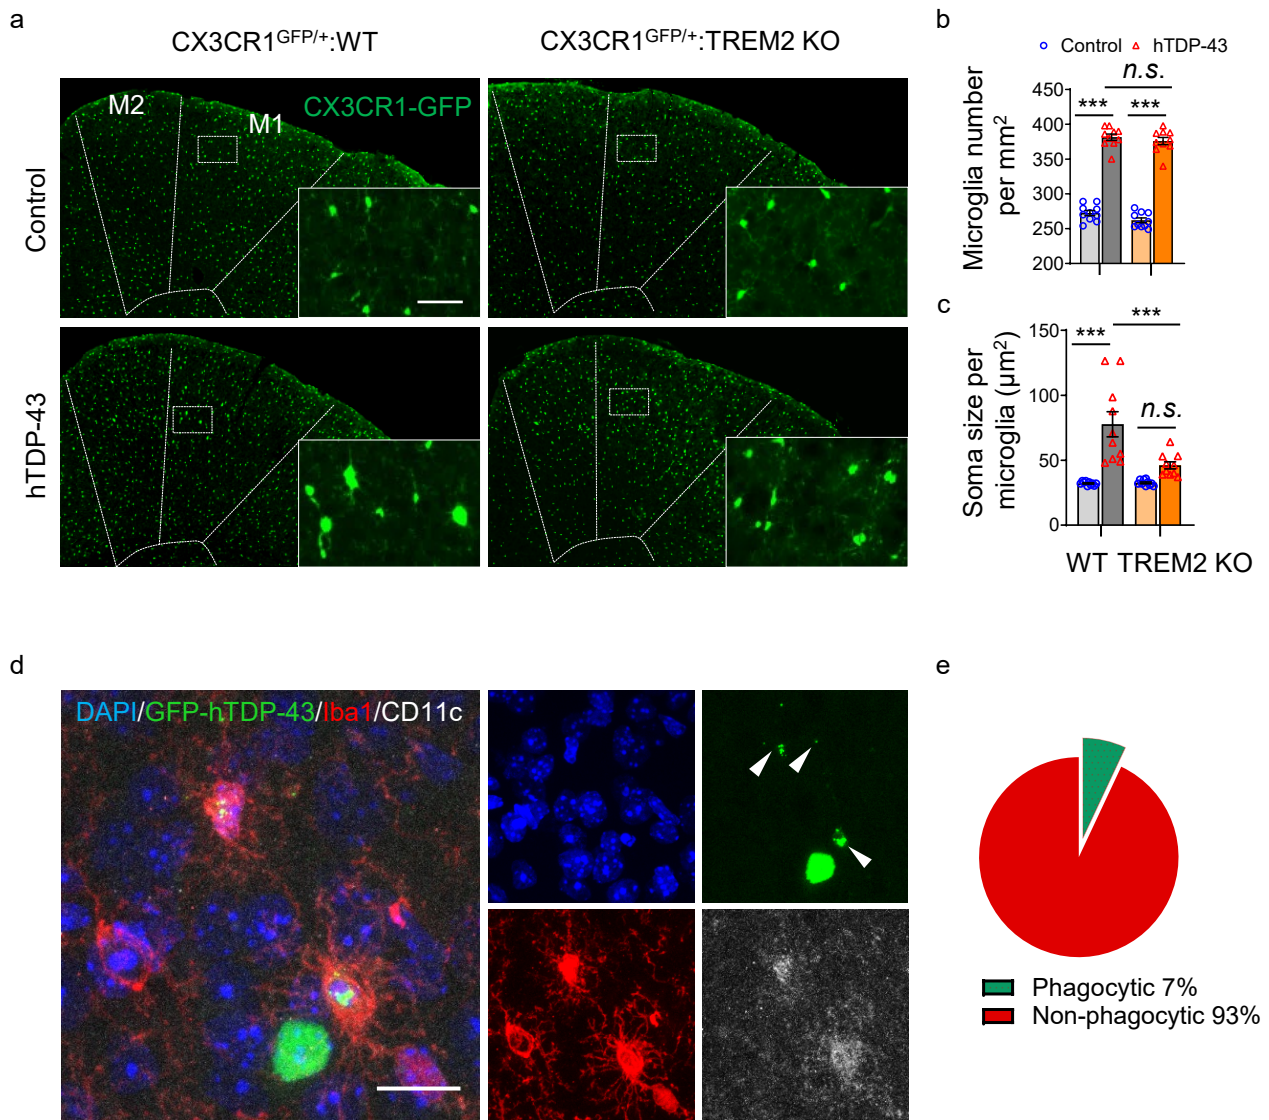 a
CX3CR1GFP/+:WT
CX3CR1GFP/+:TREM2 KO
Control
hTDP-43
M2
M1
CX3CR1-GFP
b
Control hTDP-43
n.s.
*** ***
Microglia number
per mm2
450
400
350
300
250
200
c
***
***
n.s.
Soma size per
microglia (µm2)
150
100
50
0
WT TREM2 KO
d
DAPI/GFP-hTDP-43/Iba1/CD11c
e
Phagocytic 7%
Non-phagocytic 93%